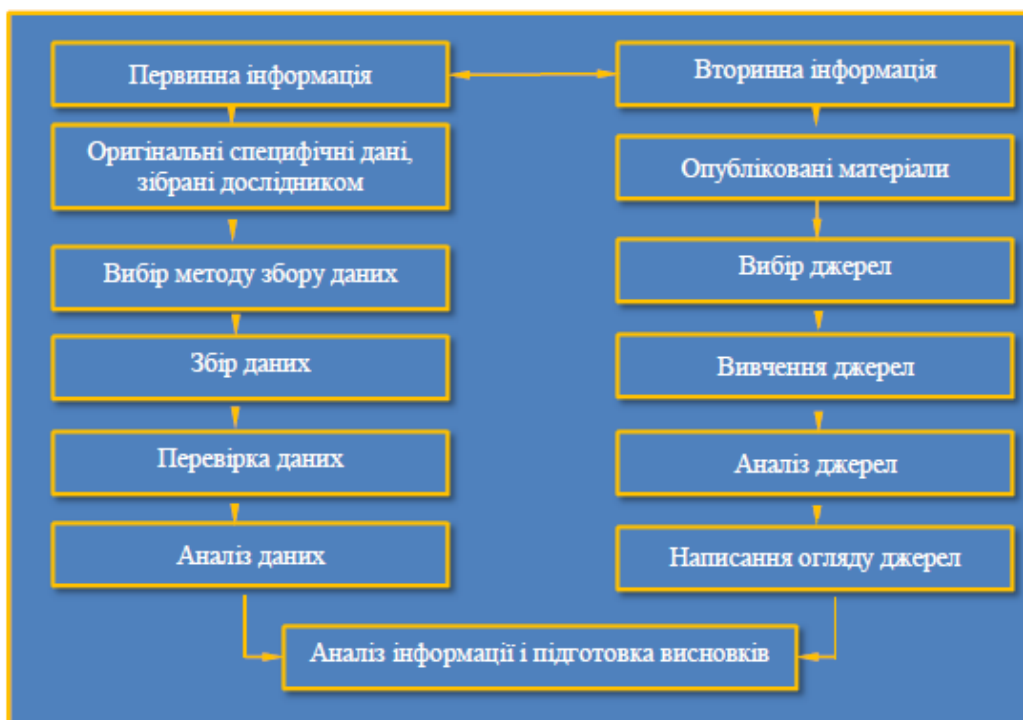 Первинна інформація
Оригінальні специфічні дані,
зібрані дослідником
Вибір методу збору даних
Збір даних
Перевірка даних
Аналіз даних
Вторинна інформація
Опубліковані матеріали
Вибір джерел
Вивчення джерел
Аналіз джерел
Написання огляду джерел
Аналіз інформації і підготовка висновків